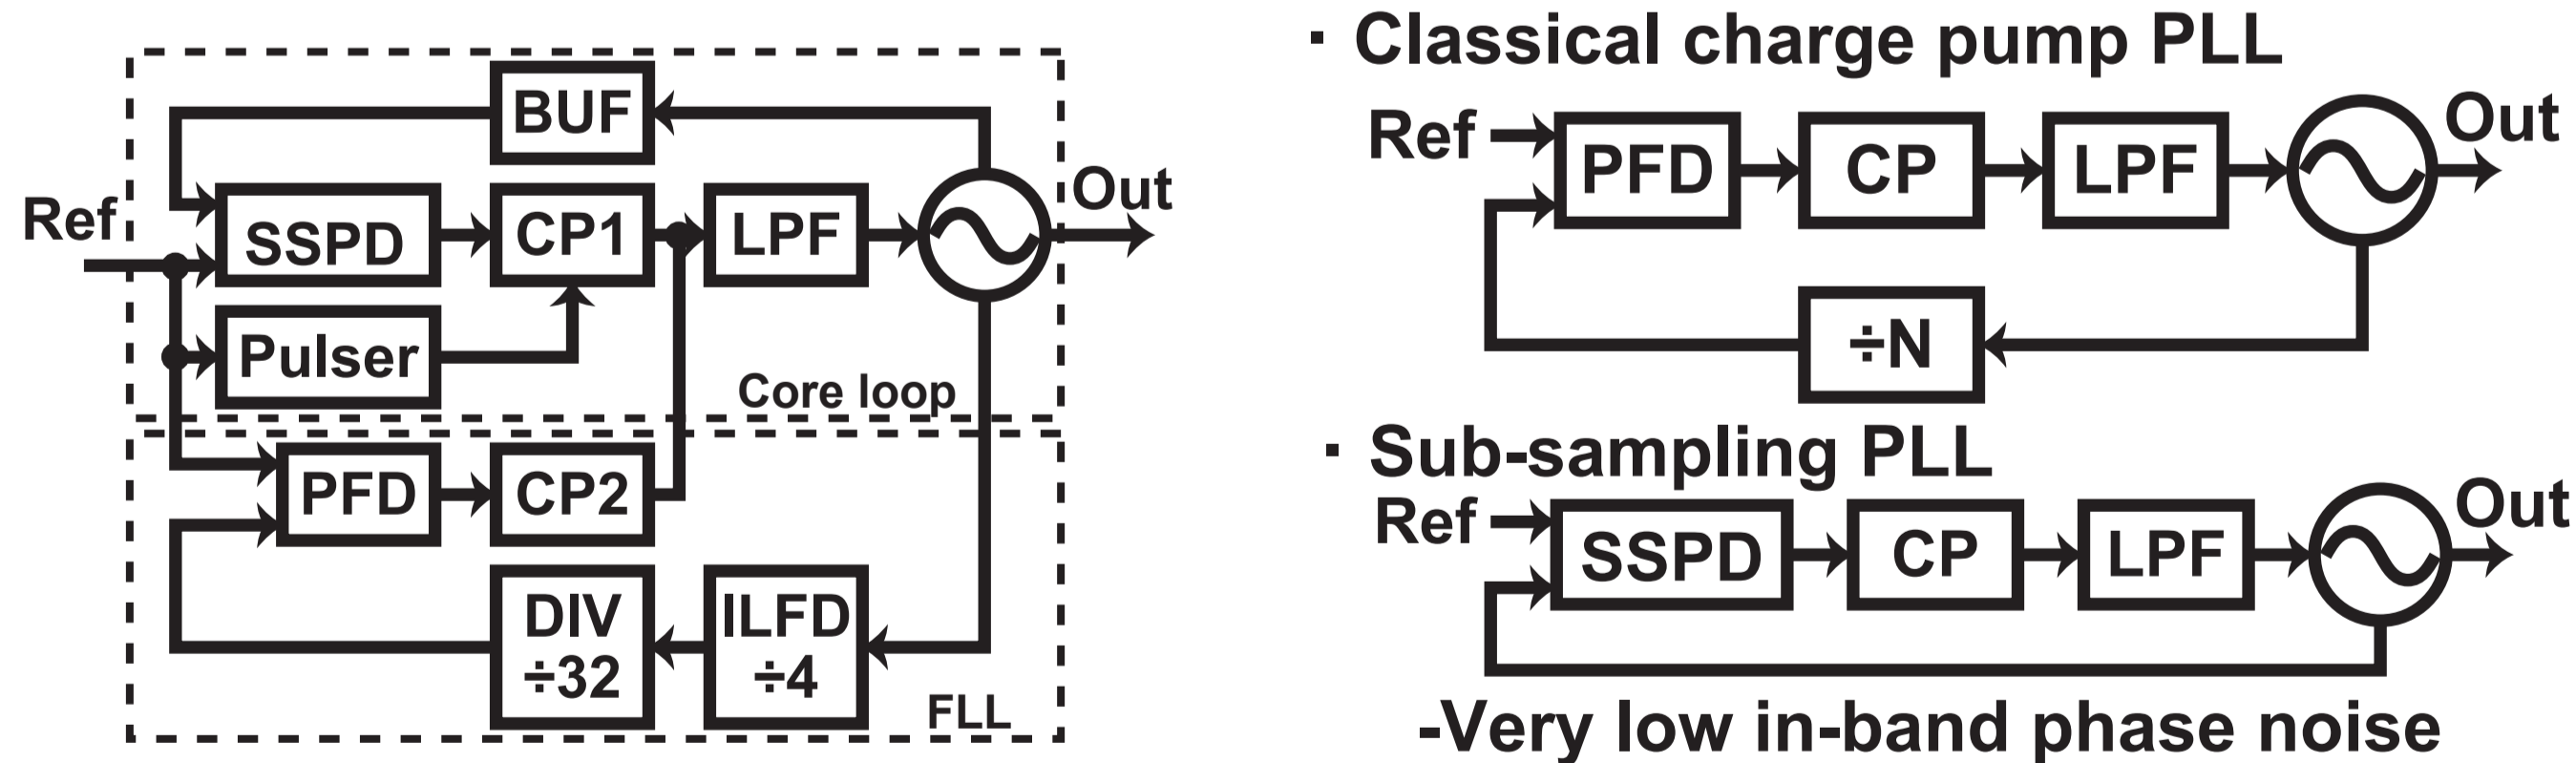 BUF
Ref
SSPD
CP1
LPF
Out
Pulser
Core loop
PFD
CP2
DIV
÷32
ILFD
÷4
FLL
· Classical charge pump PLL
Ref
PFD
CP
LPF
Out
÷N
· Sub-sampling PLL
Ref
SSPD
CP
LPF
Out
-Very low in-band phase noise